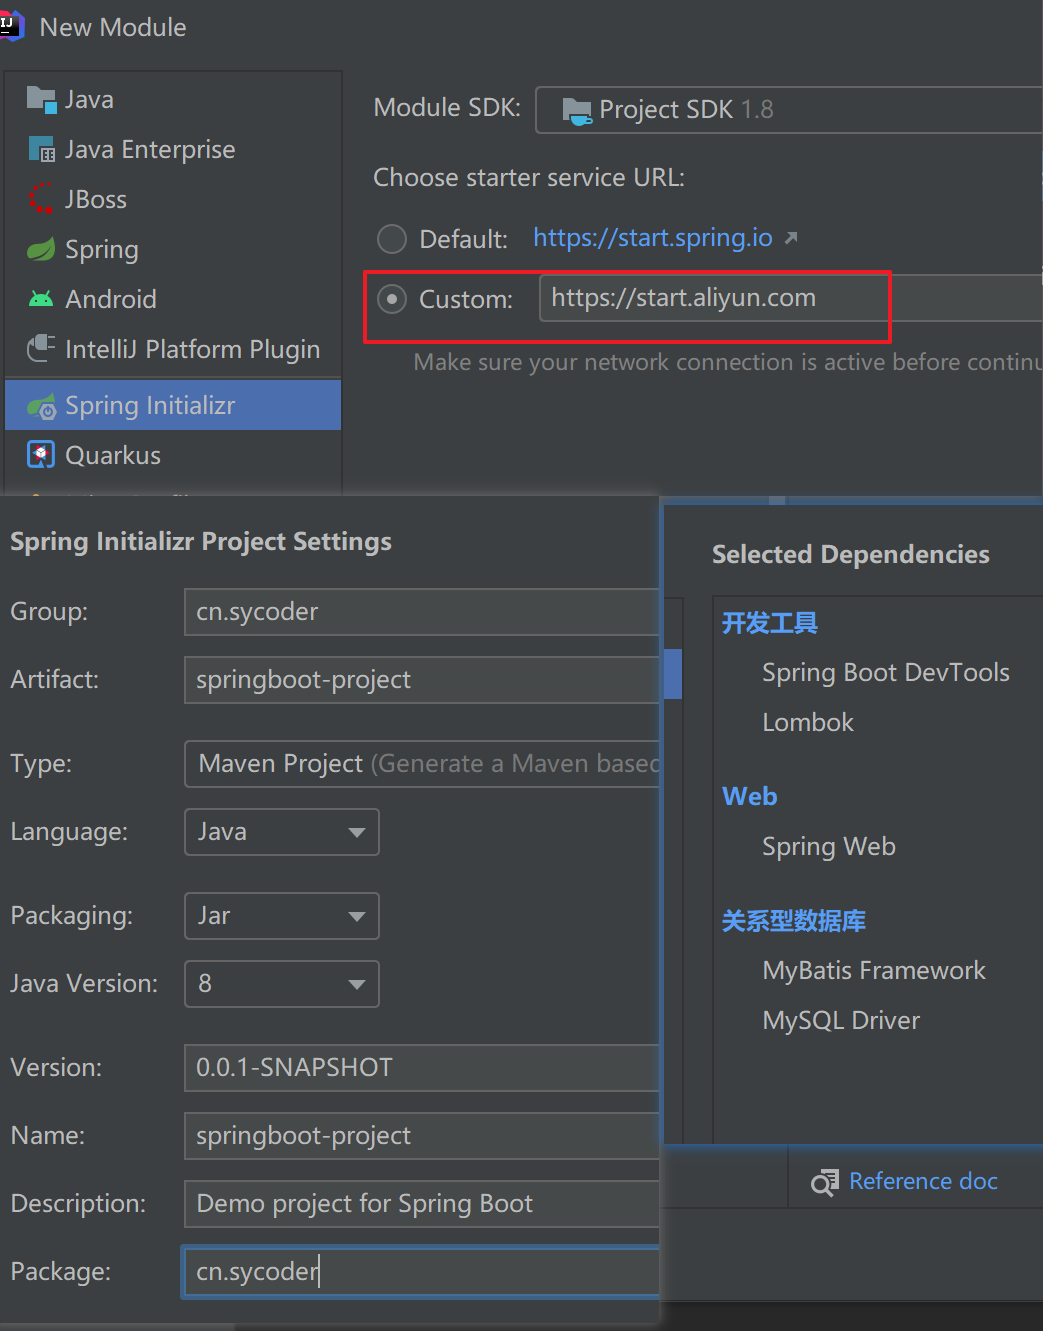 New Module
Java
Java Enterprise
JBoss
Spring
Android
IntelliJ Platform Plugin
Spring Initializr
Quarkus
Module SDK: Project SDK 1.8
Choose starter service URL:
Default: https://start.spring.io
Custom: https://start.aliyun.com
Make sure your network connection is active before continu
Spring Initializr Project Settings
Group: cn.sycoder
Artifact: springboot-project
Type: Maven Project (Generate a Maven based
Language: Java
Packaging: Jar
Java Version: 8
Version: 0.0.1-SNAPSHOT
Name: springboot-project
Description: Demo project for Spring Boot
Package: cn.sycoder
Selected Dependencies
开发工具
Spring Boot DevTools
Lombok
Web
Spring Web
关系型数据库
MyBatis Framework
MySQL Driver
Reference doc